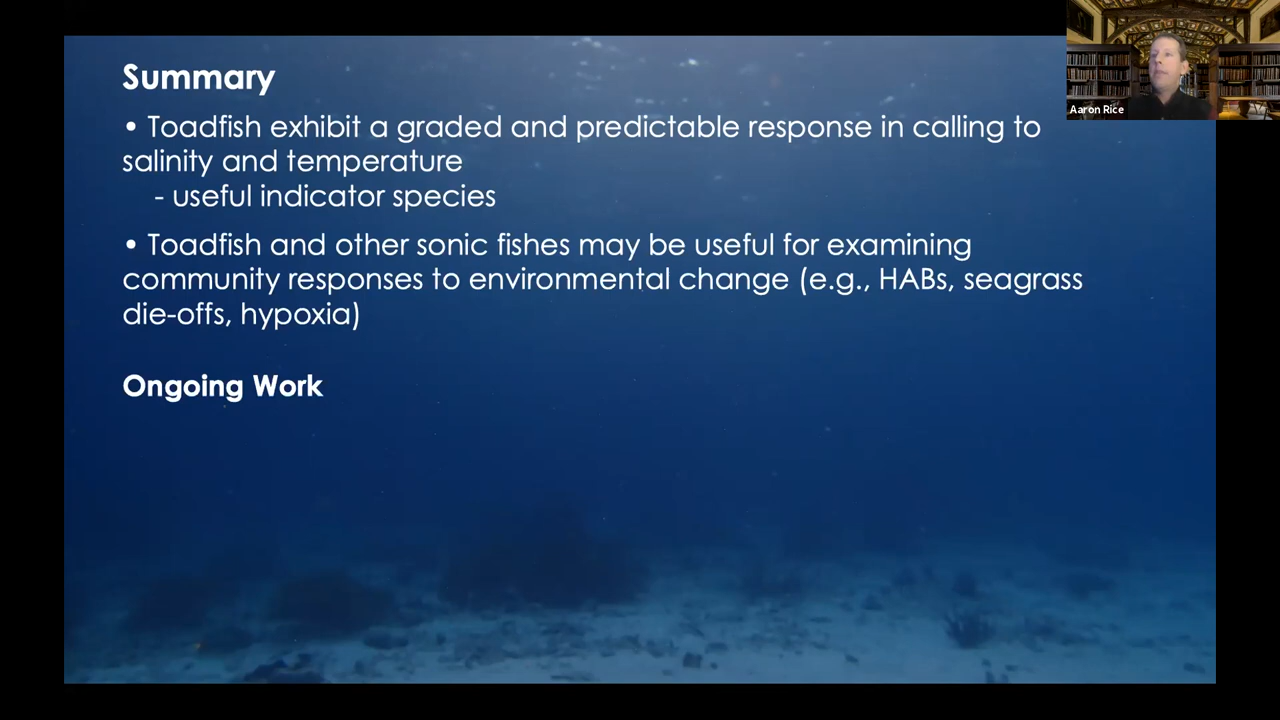 Summary
• Toadfish exhibit a graded and predictable response in calling to
salinity and temperature
- useful indicator species
• Toadfish and other sonic fishes may be useful for examining
community responses to environmental change (e.g., HABs, seagrass
die-offs, hypoxia)
Ongoing Work
Aaron Rice